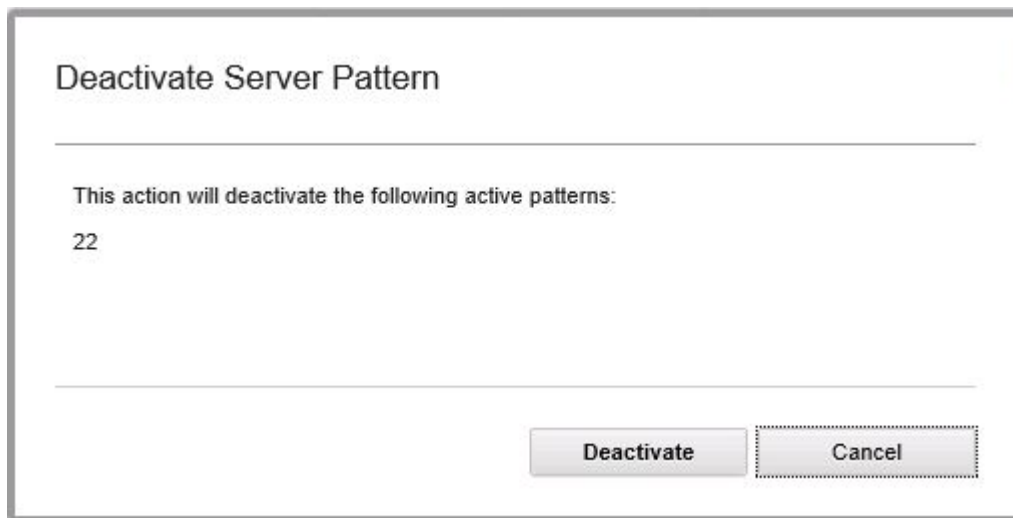 Deactivate Server Pattern
This action will deactivate the following active patterns:
22
Deactivate
Cancel